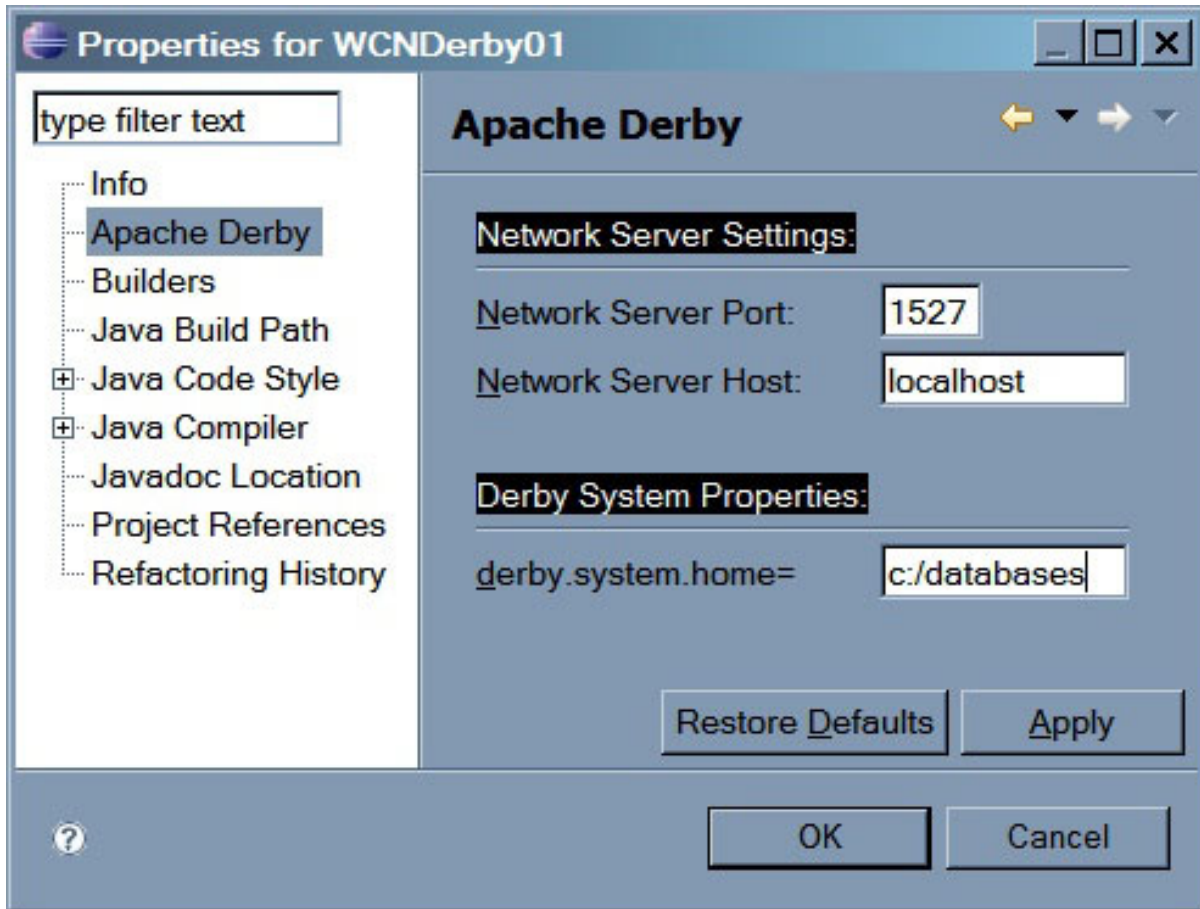 Properties for WCNDerby01
type filter text
Info
Apache Derby
Builders
Java Build Path
Java Code Style
Java Compiler
Javadoc Location
Project References
Refactoring History
Apache Derby
Network Server Settings:
Network Server Port: 1527
Network Server Host: localhost
Derby System Properties:
derby.system.home= c:/databases
Restore Defaults Apply
? OK Cancel